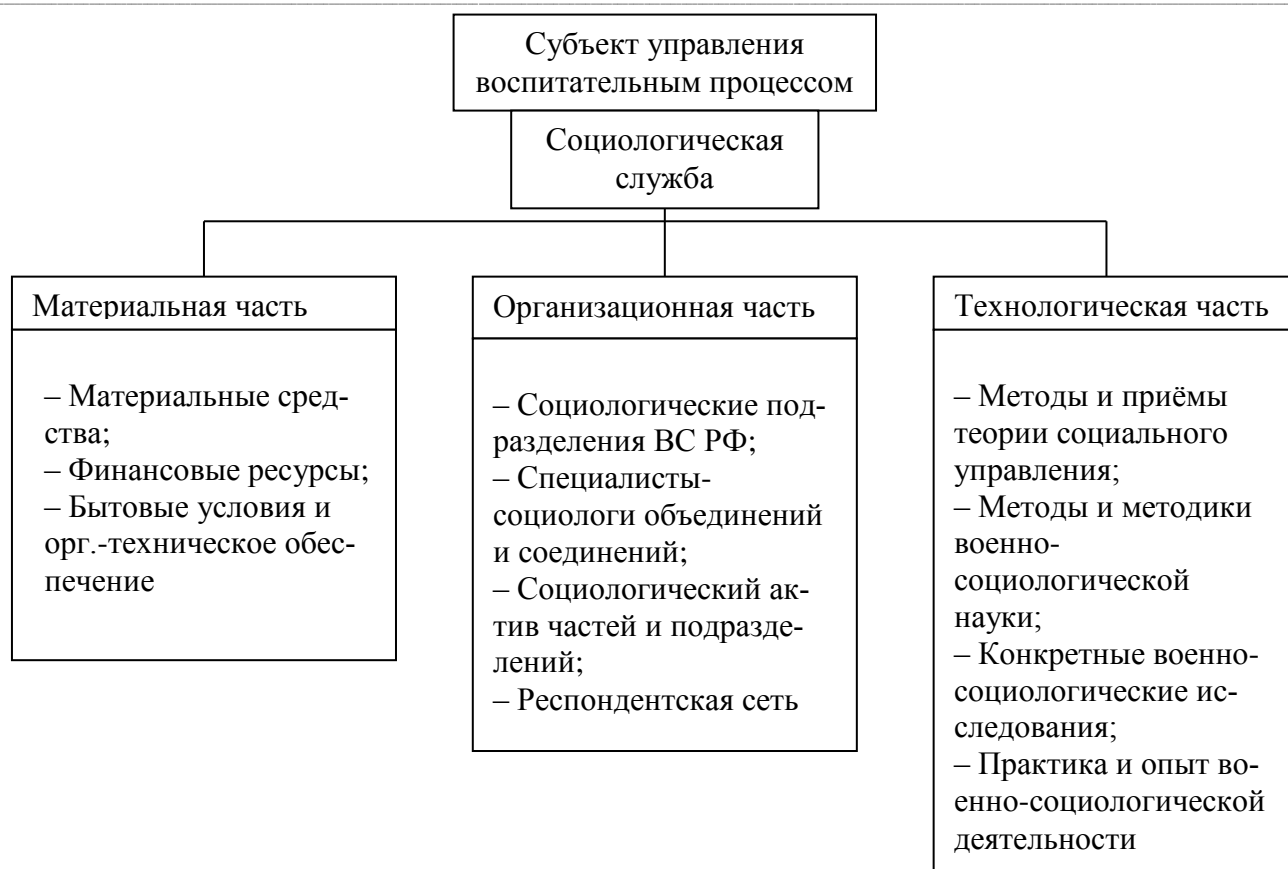 Субъект управления
воспитательным процессом
Социологическая
служба
Материальная часть
– Материальные сред-
ства;
– Финансовые ресурсы;
– Бытовые условия и
орг.-техническое обес-
печение
Организационная часть
– Социологические под-
разделения ВС РФ;
– Специалисты-
социологи объединений
и соединений;
– Социологический ак-
тив частей и подразде-
лений;
– Респондентская сеть
Технологическая часть
– Методы и приёмы
теории социального
управления;
– Методы и методики
военно-
социологической
науки;
– Конкретные военно-
социологические ис-
следования;
– Практика и опыт во-
енно-социологической
деятельности